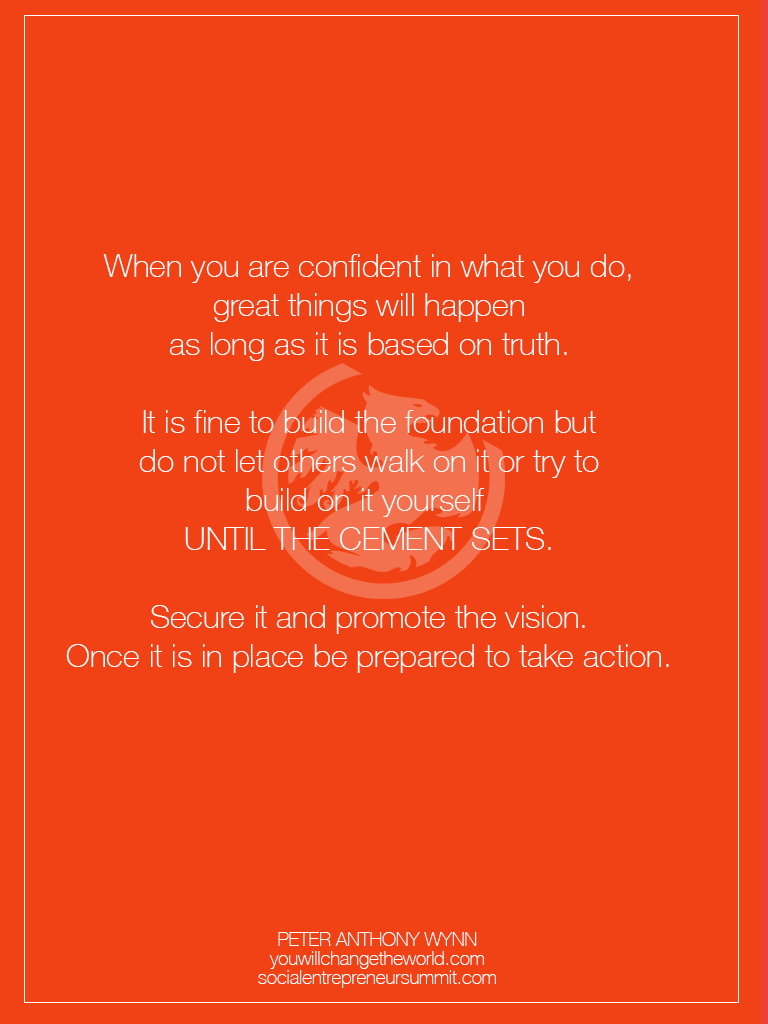 When you are confident in what you do,
great things will happen
as long as it is based on truth.
It is fine to build the foundation but
do not let others walk on it or try to
build on it yourself
UNTIL THE CEMENT SETS.
Secure it and promote the vision.
Once it is in place be prepared to take action.
PETER ANTHONY WYNN
youwillchangetheworld.com
socialentrepreneursummit.com